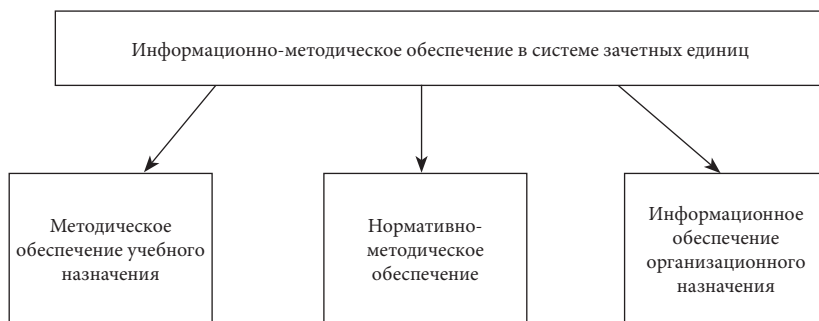 Информационно-методическое обеспечение в системе зачетных единиц
Методическое
обеспечение учебного
назначения
Нормативно-
методическое
обеспечение
Информационное
обеспечение
организационного
назначения